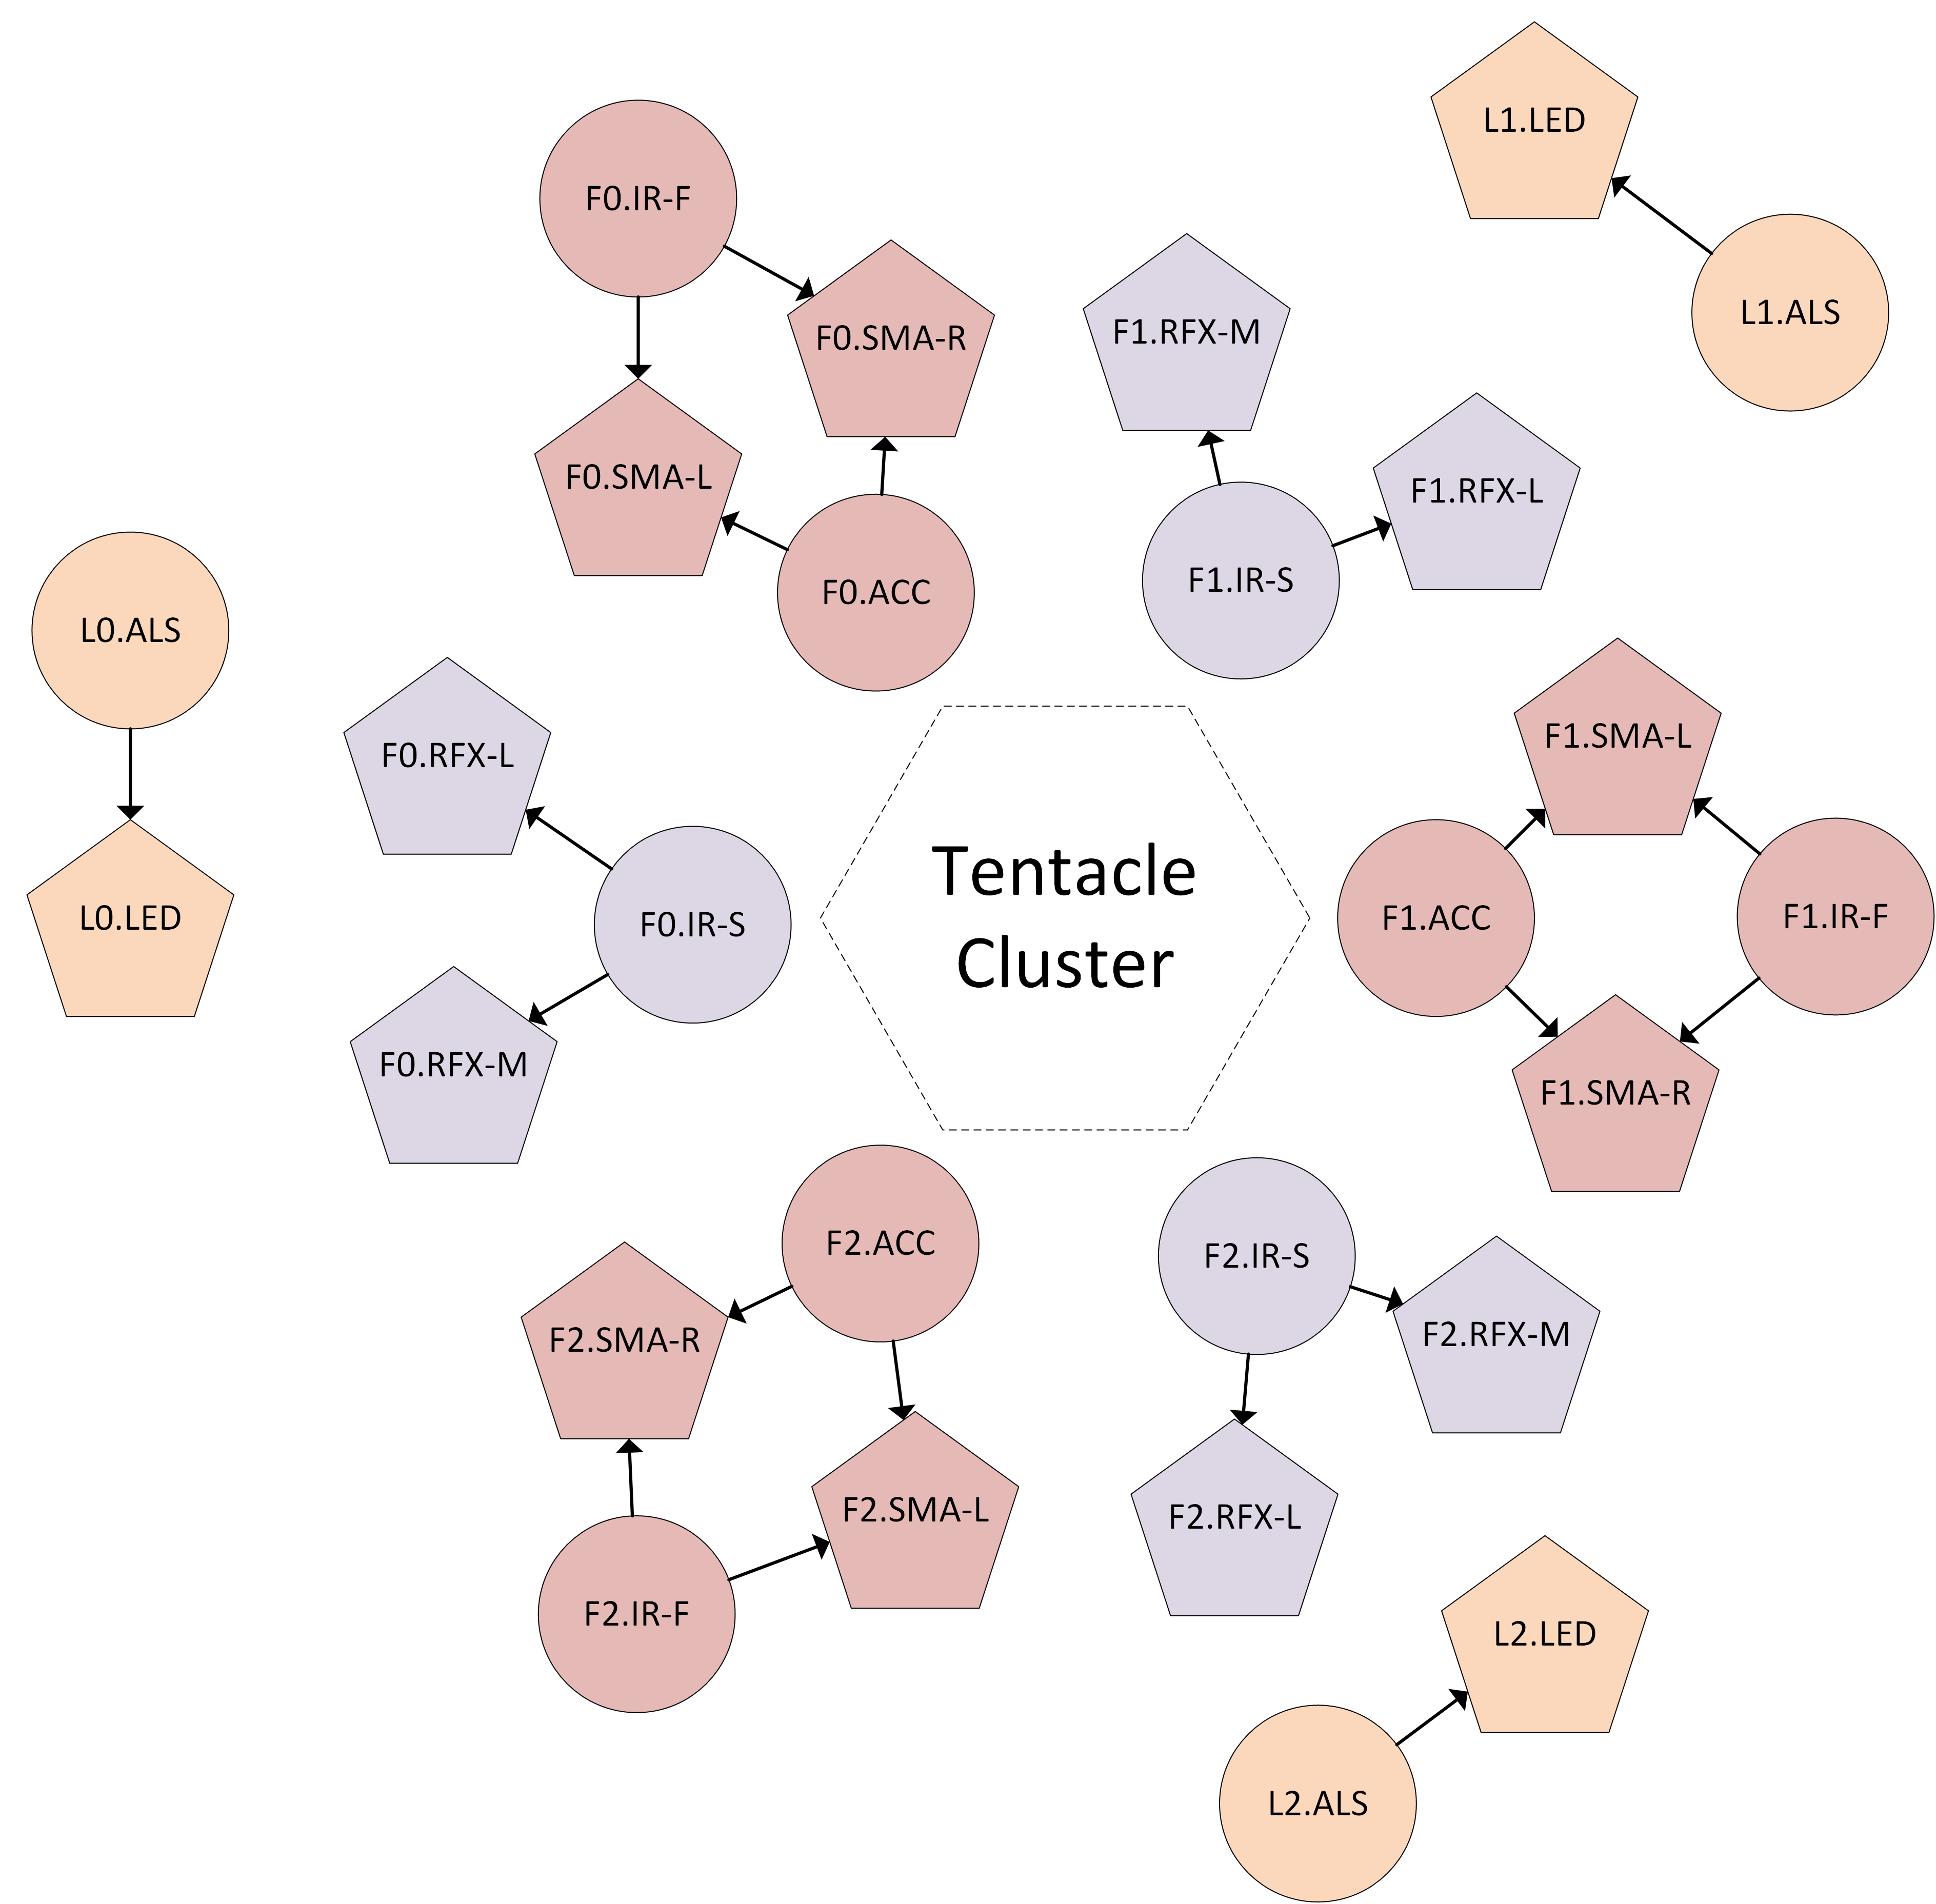 L1.LED
F0.IR-F
L1.ALS
F1.RFX-M
F0.SMA-R
F0.SMA-L
F1.RFX-L
F1.IR-S
F0.ACC
L0.ALS
F1.SMA-L
F0.RFX-L
Tentacle
Cluster
L0.LED
F0.IR-S
F1.ACC
F1.IR-F
F0.RFX-M
F1.SMA-R
F2.ACC
F2.IR-S
F2.SMA-R
F2.RFX-M
F2.SMA-L
F2.RFX-L
F2.IR-F
L2.LED
L2.ALS